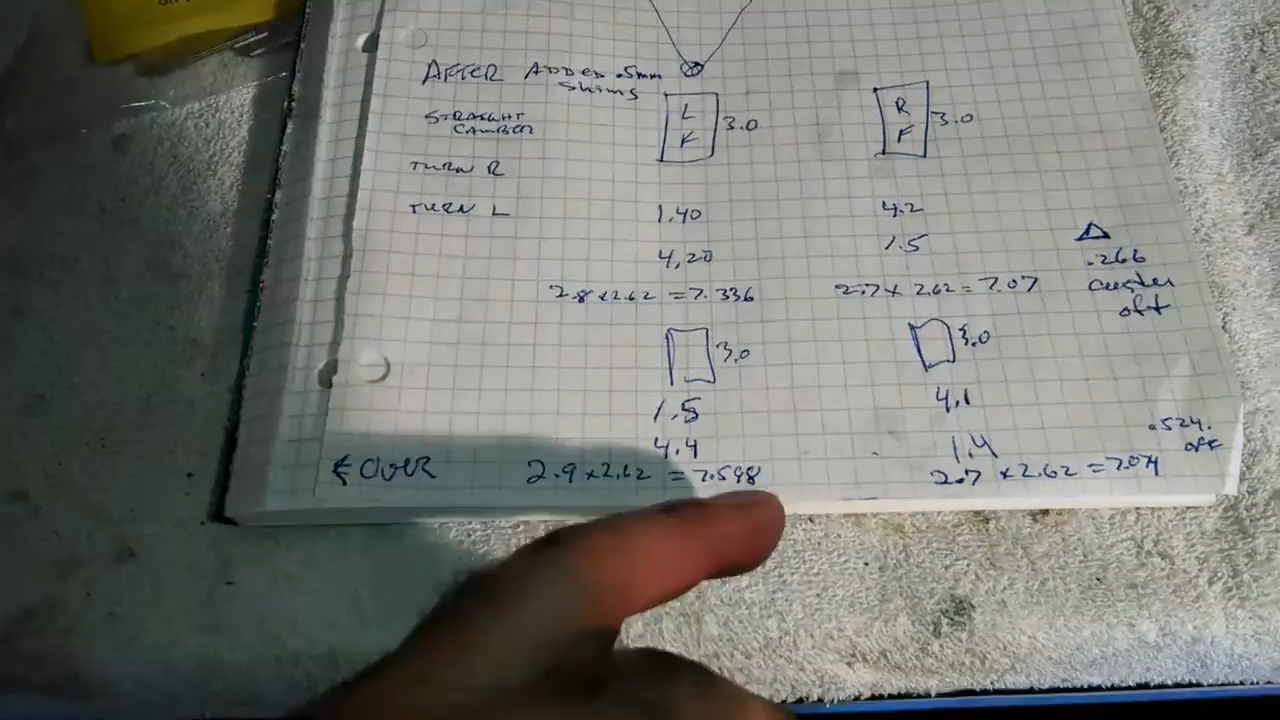 AFTER ADDED .5mm
Shims
STRAIGHT
CAMBER
L
F
3.0
R
F
3.0
TURN R
TURN L
1.40
4.2
4,20
1.5
2.8 x 2.62 = 7.336
2.7 x 2.62 = 7.07
Δ
.266
caster
off
3.0
3.0
1.5
4.1
4.4
1.4
.524.
off
← OVER
2.9 x 2.62 = 7.598
2.7 x 2.62 = 7.074